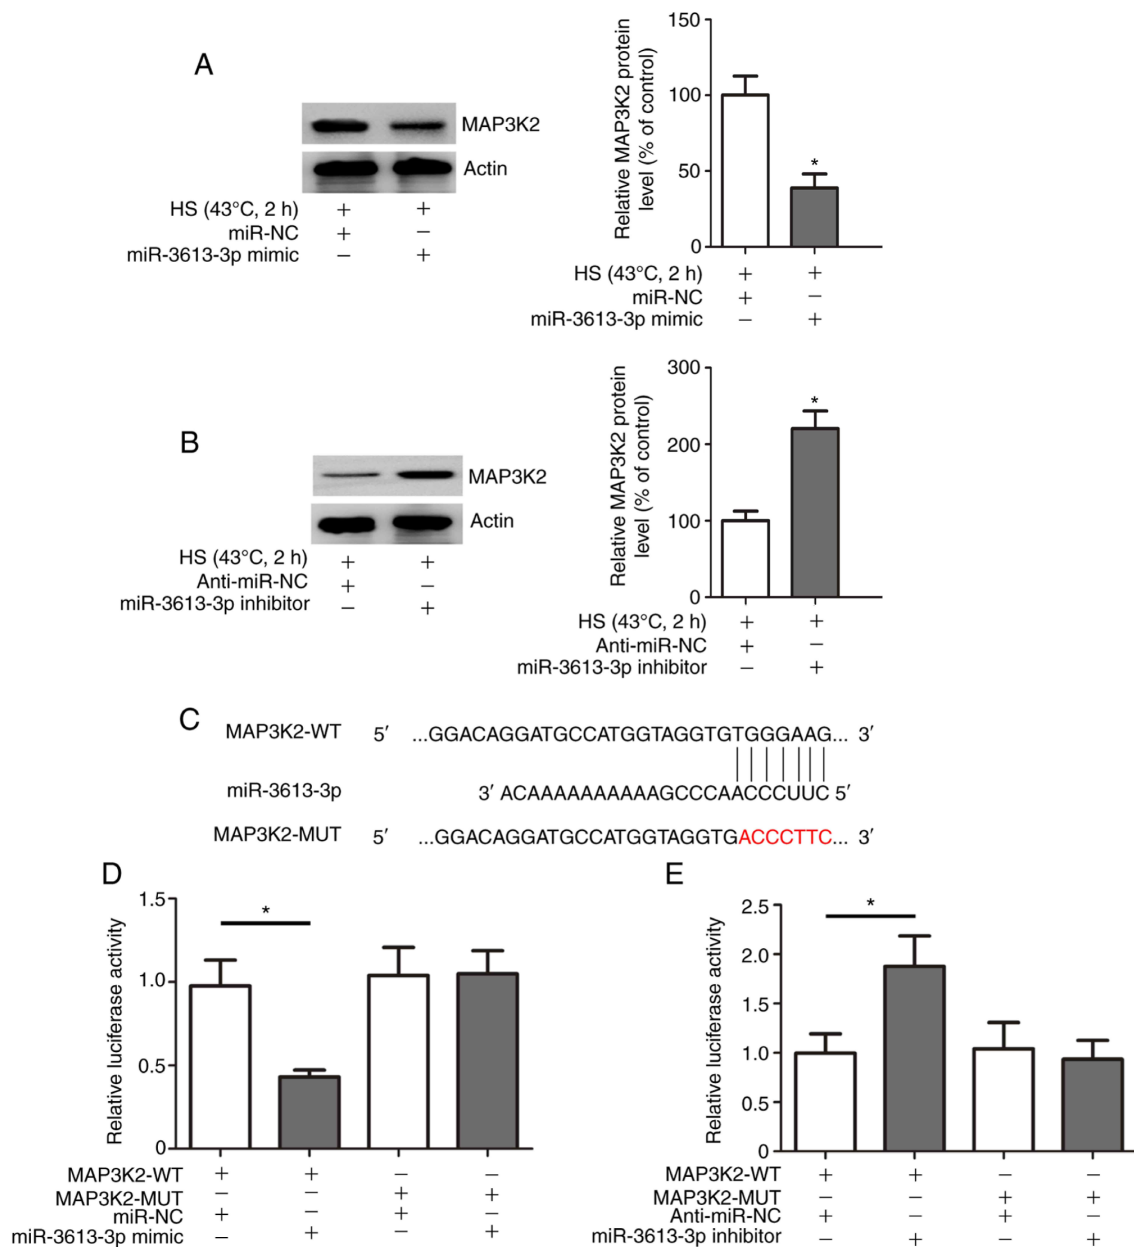 A
MAP3K2
Actin
HS (43°C, 2 h) + +
miR-NC + −
miR-3613-3p mimic − +
Relative MAP3K2 protein
level (% of control)
150
100
50
0
*
HS (43°C, 2 h) + +
miR-NC + −
miR-3613-3p mimic − +
B
MAP3K2
Actin
HS (43°C, 2 h) + +
Anti-miR-NC + −
miR-3613-3p inhibitor − +
Relative MAP3K2 protein
level (% of control)
300
200
100
0
*
HS (43°C, 2 h) + +
Anti-miR-NC + −
miR-3613-3p inhibitor − +
C
MAP3K2-WT 5′ ...GGACAGGATGCCATGGTAGGTGTGGGAAG... 3′
miR-3613-3p 3′ ACAAAAAAAAAAGCCCAACCCUUC 5′
MAP3K2-MUT 5′ ...GGACAGGATGCCATGGTAGGTGACCCTTC... 3′
D
Relative luciferase activity
1.5
1.0
0.5
0
*
MAP3K2-WT + + − −
MAP3K2-MUT − − + +
miR-NC + − + −
miR-3613-3p mimic − + − +
E
Relative luciferase activity
2.5
2.0
1.5
1.0
0.5
0
*
MAP3K2-WT + + − −
MAP3K2-MUT − − + +
Anti-miR-NC + − + −
miR-3613-3p inhibitor − + − +